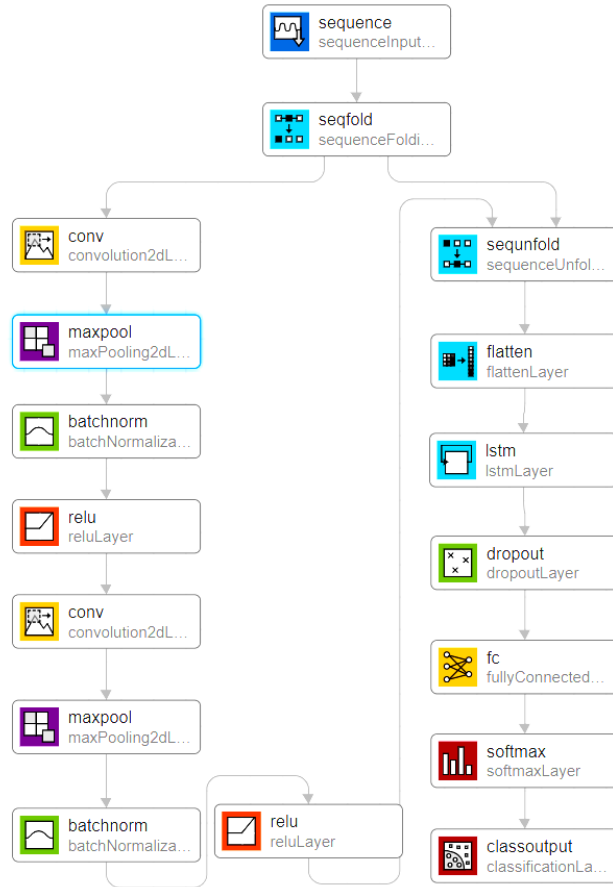 sequence
sequenceInput...
seqfold
sequenceFoldi...
conv
convolution2dL...
maxpool
maxPooling2dL...
batchnorm
batchNormaliza...
relu
reluLayer
conv
convolution2dL...
maxpool
maxPooling2dL...
batchnorm
batchNormaliza...
relu
reluLayer
sequnfold
sequenceUnfol...
flatten
flattenLayer
lstm
lstmLayer
dropout
dropoutLayer
fc
fullyConnected...
softmax
softmaxLayer
classoutput
classificationLa...